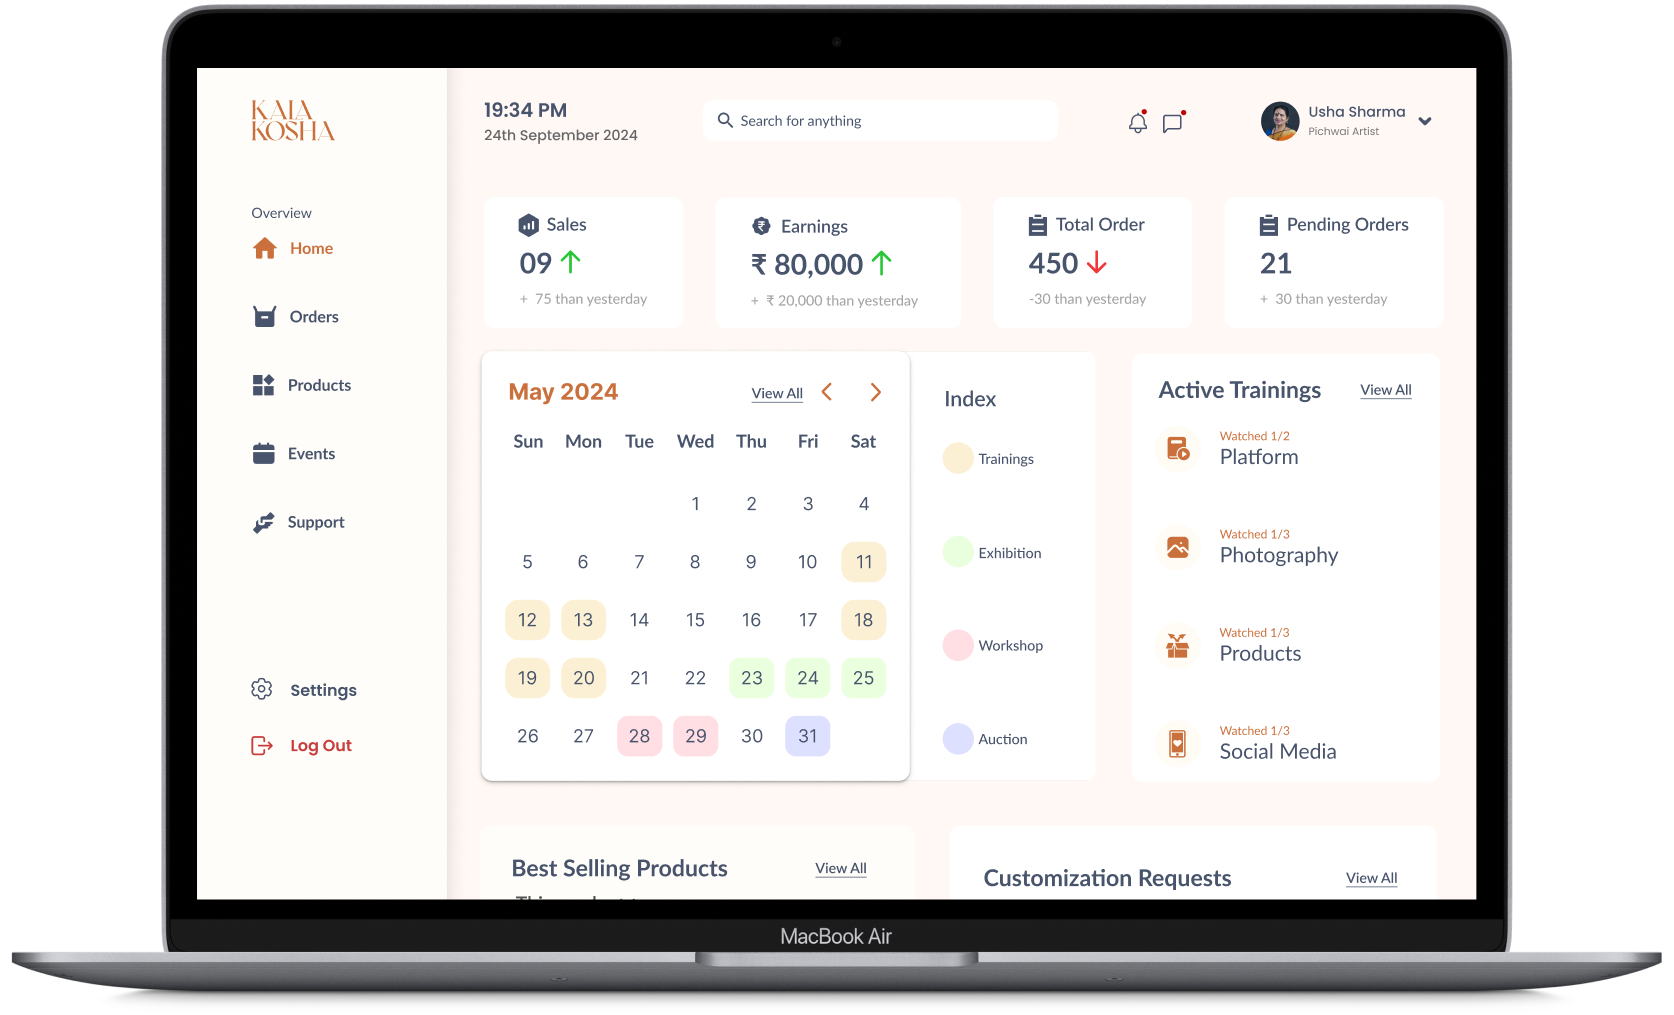 KALA
KOSHA
Overview
Home
Orders
Products
Events
Support
Settings
Log Out
19:34 PM
24th September 2024
Search for anything
Usha Sharma
Pichwai Artist
Sales
09
+ 75 than yesterday
Earnings
₹ 80,000
+ ₹ 20,000 than yesterday
Total Order
450
-30 than yesterday
Pending Orders
21
+ 30 than yesterday
May 2024 View All
Sun Mon Tue Wed Thu Fri Sat
1 2 3 4
5 6 7 8 9 10 11
12 13 14 15 16 17 18
19 20 21 22 23 24 25
26 27 28 29 30 31
Index
Trainings
Exhibition
Workshop
Auction
Active Trainings View All
Watched 1/2
Platform
Watched 1/3
Photography
Watched 1/3
Products
Watched 1/3
Social Media
Best Selling Products View All
Customization Requests View All
MacBook Air